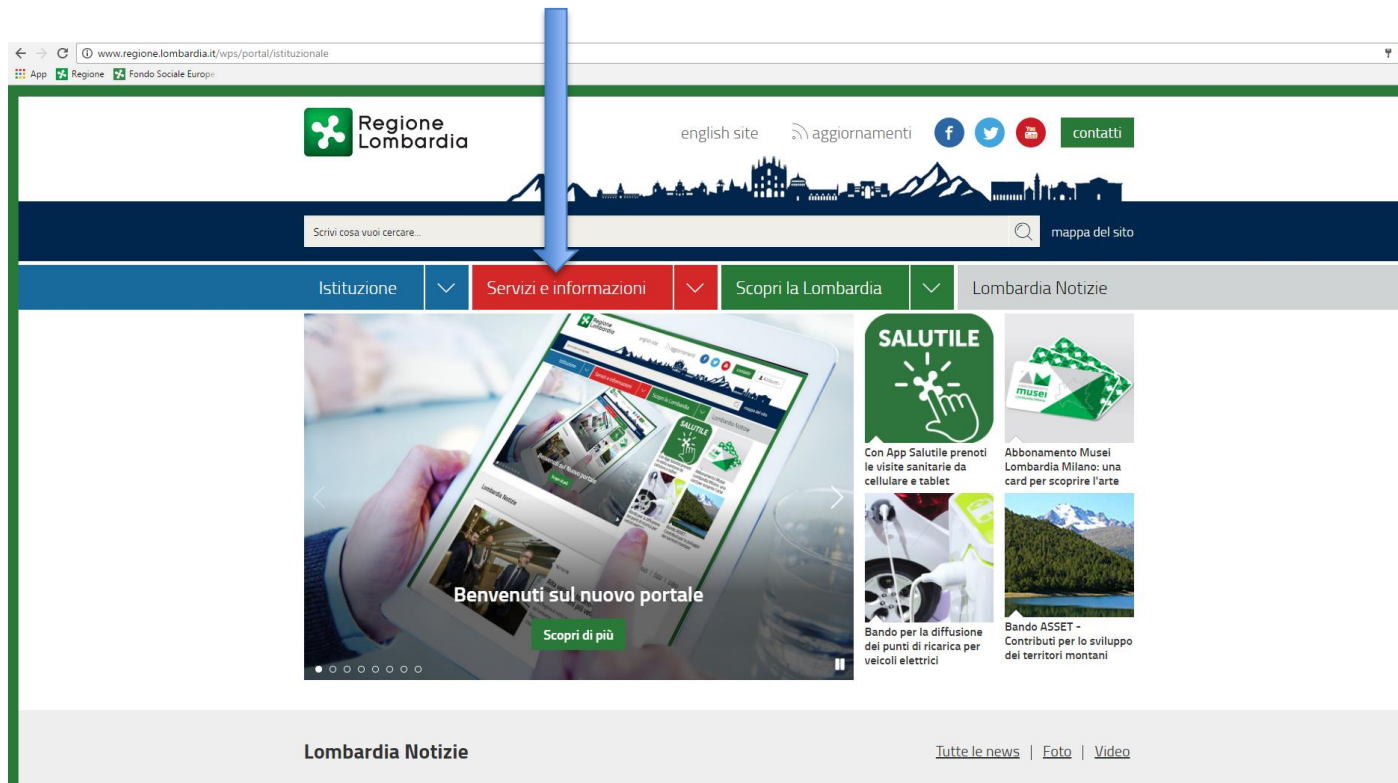 www.regione.lombardia.it/wps/portal/istituzionale
App Regione Fondo Sociale Europe
Regione
Lombardia
english site aggiornamenti f You Tube contatti
Scrivi cosa vuoi cercare...
mappa del sito
Istituzione Servizi e informazioni Scopri la Lombardia Lombardia Notizie
Benvenuti sul nuovo portale
Scopri di più
SALUTILE
Con App Salutile prenoti
le visite sanitarie da
cellulare e tablet
musei
Abbonamento Musei
Lombardia Milano: una
card per scoprire l'arte
Bando per la diffusione
dei punti di ricarica per
veicoli elettrici
Bando ASSET -
Contributi per lo sviluppo
dei territori montani
Lombardia Notizie
Tutte le news | Foto | Video